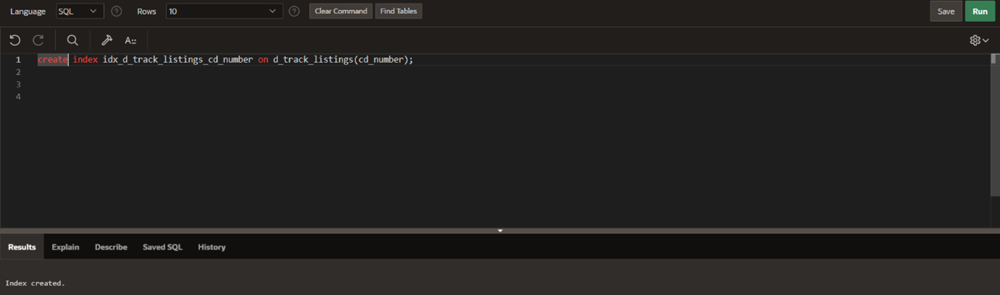 Language SQL Rows 10 Clear Command Find Tables Save Run
A::
1 create index idx_d_track_listings_cd_number on d_track_listings(cd_number);
2
3
4
Results Explain Describe Saved SQL History
Index created.